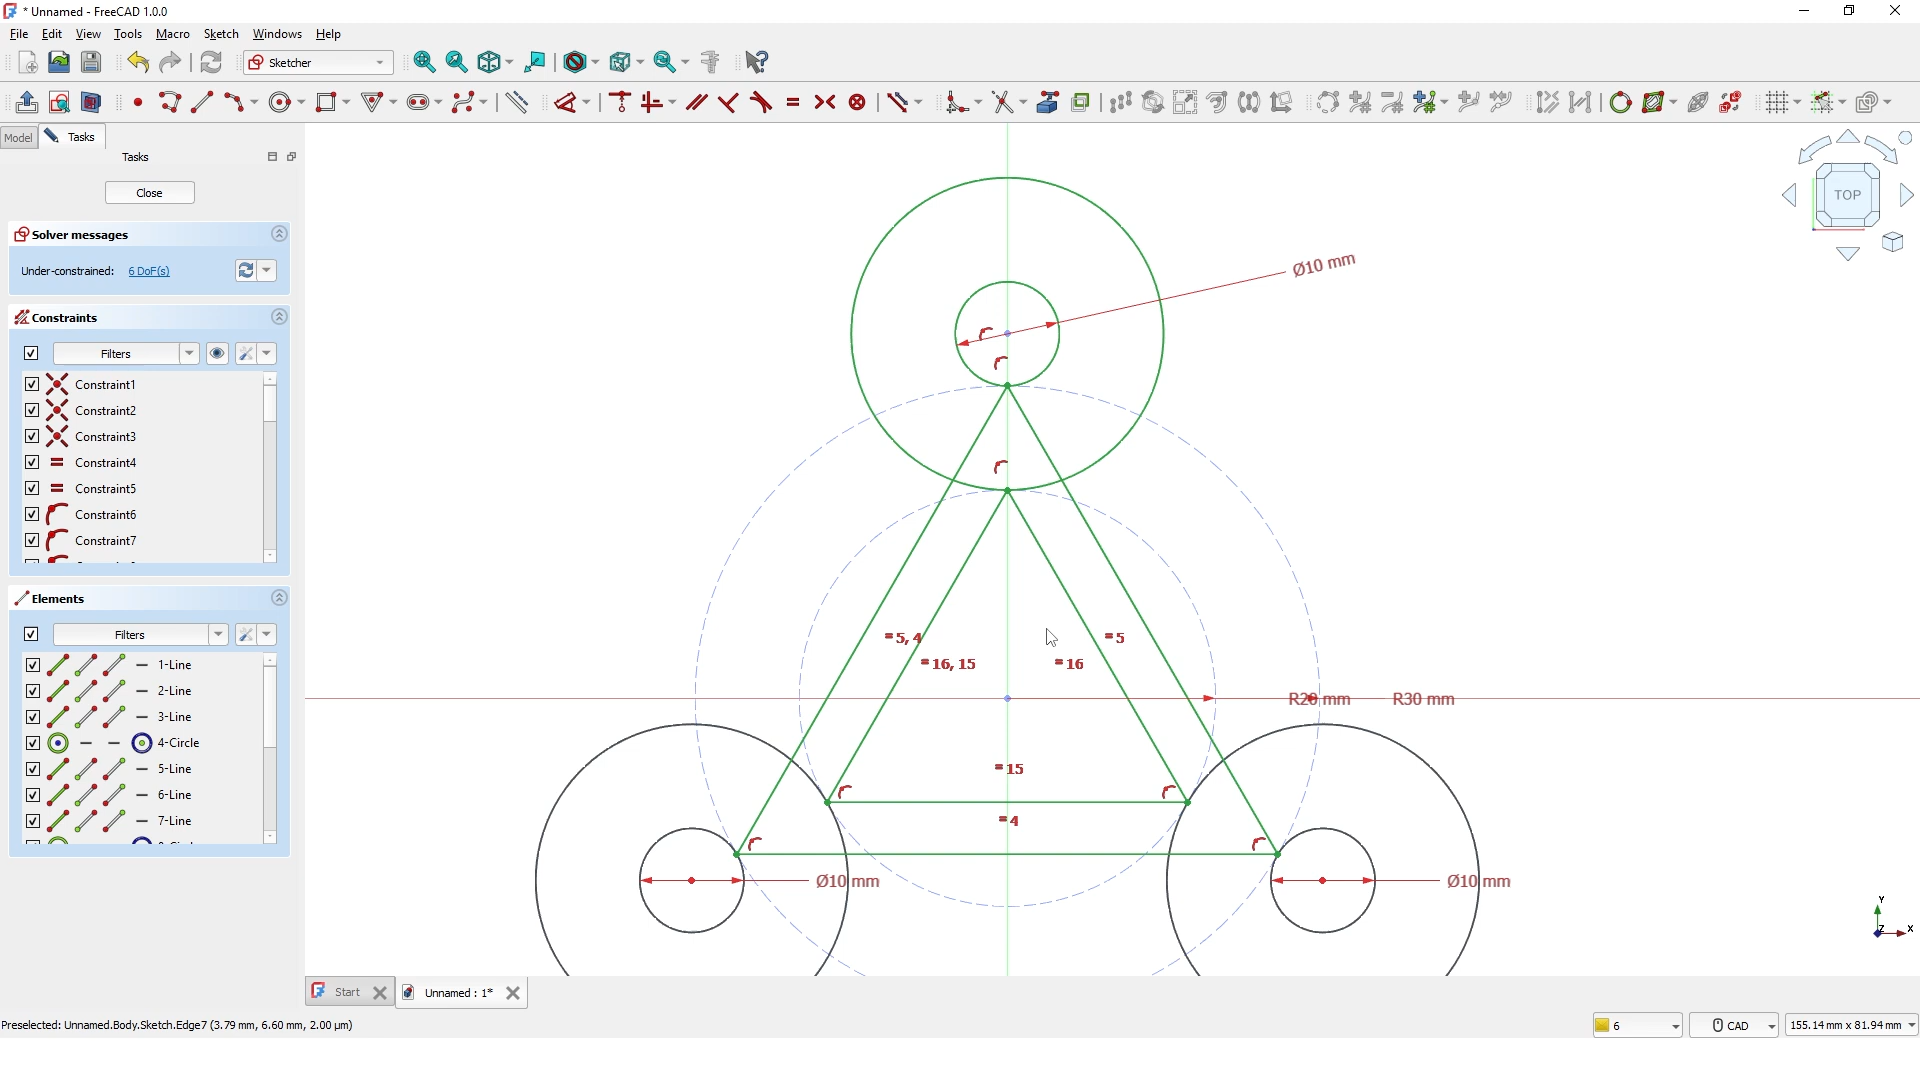 * Unnamed - FreeCAD 1.0.0
File Edit View Tools Macro Sketch Windows Help
Sketcher
Model Tasks
Tasks
Close
Solver messages
Under-constrained: 6 DoF(s)
Constraints
Filters
Constraint1
Constraint2
Constraint3
Constraint4
Constraint5
Constraint6
Constraint7
Elements
Filters
1-Line
2-Line
3-Line
4-Circle
5-Line
6-Line
7-Line
TOP
Ø10 mm
5, 4
5
16, 15
16
R20 mm R30 mm
15
4
Ø10 mm
Ø10 mm
Y
Z
X
Start
Unnamed : 1*
Preselected: Unnamed.Body.Sketch.Edge7 (3.79 mm, 6.60 mm, 2.00 µm)
6
CAD
155.14 mm x 81.94 mm